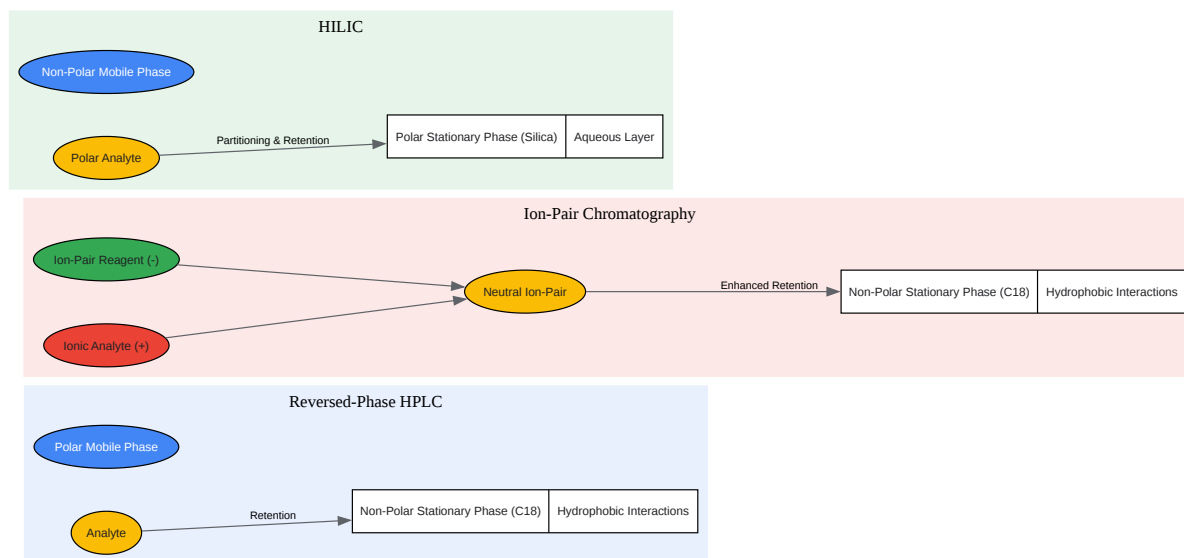 HILIC
Non-Polar Mobile Phase
Polar Analyte
Partitioning & Retention
Polar Stationary Phase (Silica)
Aqueous Layer
Ion-Pair Chromatography
Ion-Pair Reagent (-)
Ionic Analyte (+)
Neutral Ion-Pair
Enhanced Retention
Non-Polar Stationary Phase (C18)
Hydrophobic Interactions
Reversed-Phase HPLC
Polar Mobile Phase
Analyte
Retention
Non-Polar Stationary Phase (C18)
Hydrophobic Interactions